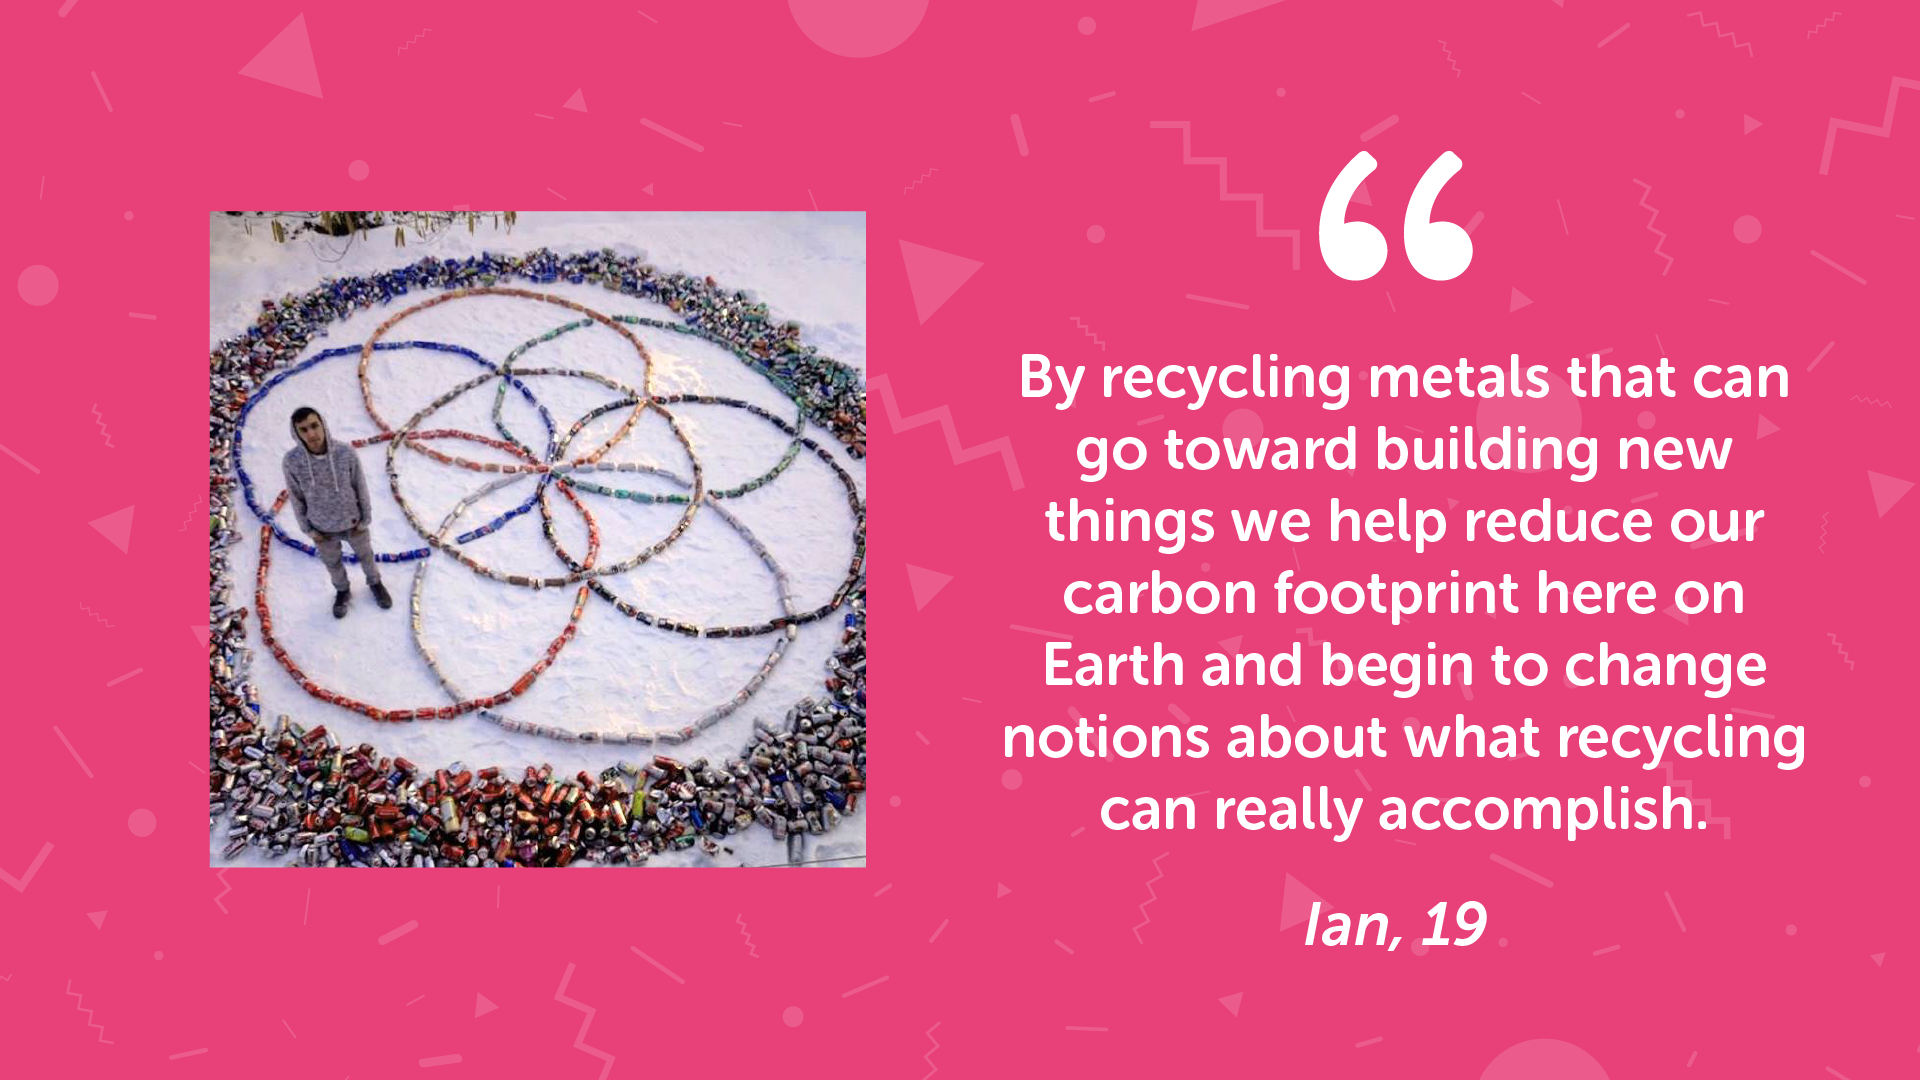 “
By recycling metals that can
go toward building new
things we help reduce our
carbon footprint here on
Earth and begin to change
notions about what recycling
can really accomplish.
Ian, 19